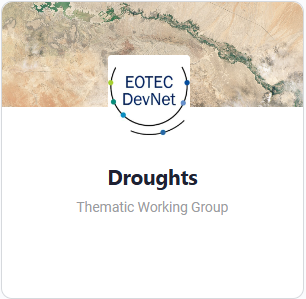 EOTEC
DevNet
Droughts
Thematic Working Group